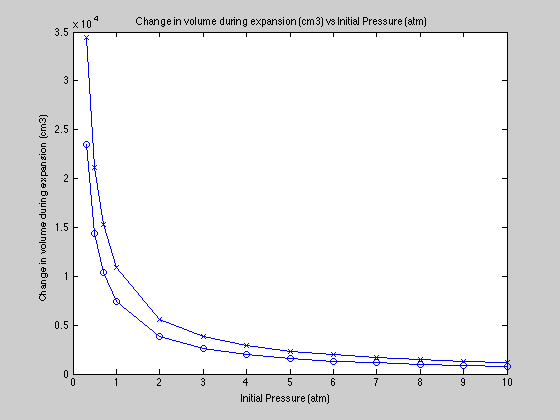 Change in volume during expansion (cm3) vs Initial Pressure (atm)
x 10^4
3.5
3
2.5
2
1.5
1
0.5
0
Change in volume during expansion (cm3)
0 1 2 3 4 5 6 7 8 9 10
Initial Pressure (atm)